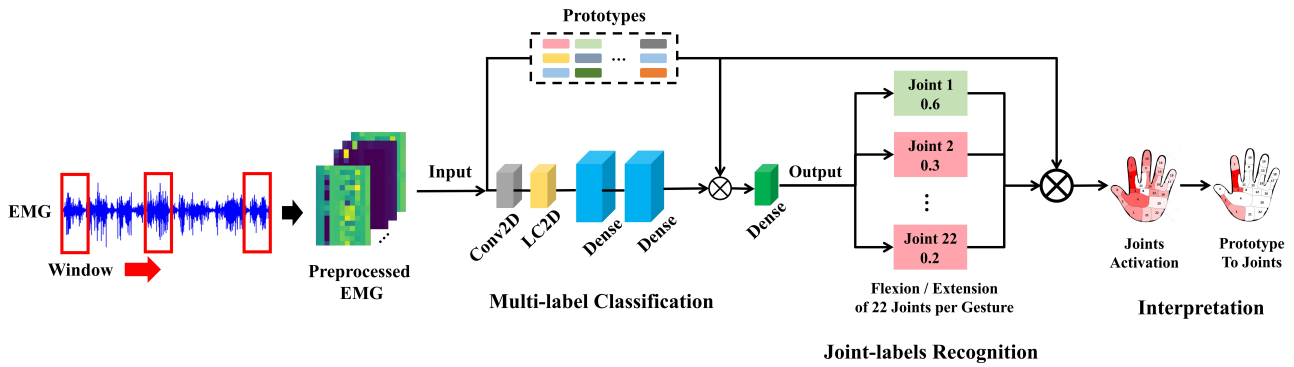 Prototypes
...
EMG
Window
Preprocessed
EMG
...
Input
Conv2D
LC2D
Dense
Dense
Dense
Multi-label Classification
Output
Joint 1
0.6
Joint 2
0.3
Joint 22
0.2
Flexion / Extension
of 22 Joints per Gesture
Joint-labels Recognition
Joints
Activation
Prototype
To Joints
Interpretation